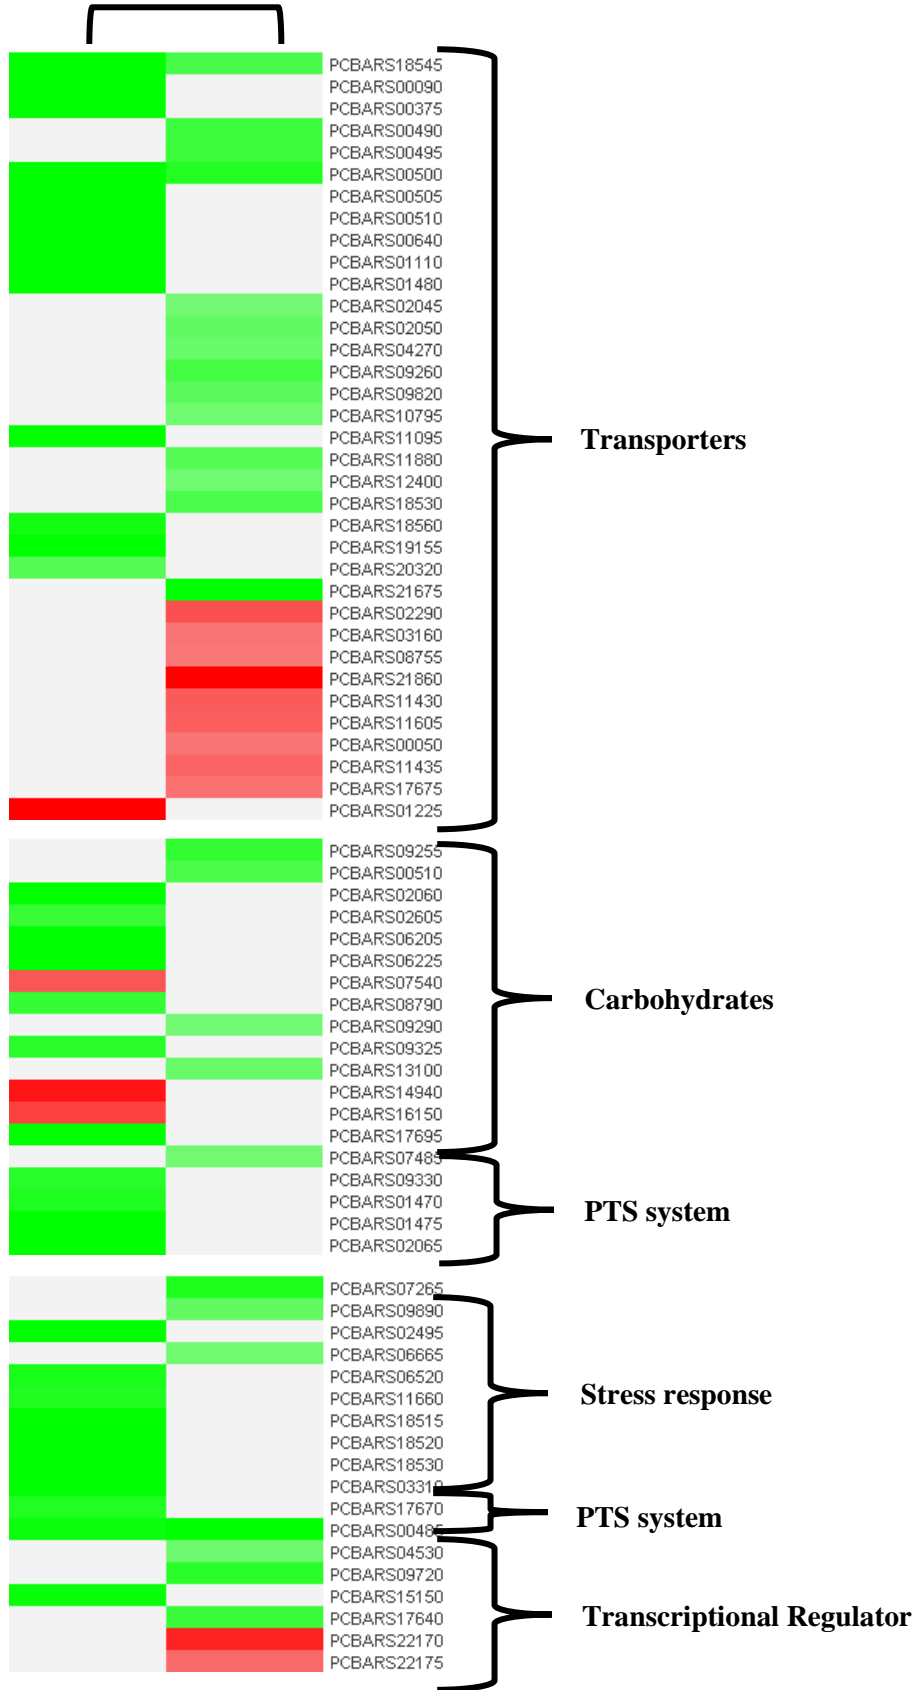 PCBARS18545
PCBARS00090
PCBARS00375
PCBARS00490
PCBARS00495
PCBARS00500
PCBARS00505
PCBARS00510
PCBARS00640
PCBARS01110
PCBARS01480
PCBARS02045
PCBARS02050
PCBARS04270
PCBARS09260
PCBARS09820
PCBARS10795
PCBARS11095
Transporters
PCBARS11880
PCBARS12400
PCBARS18530
PCBARS18560
PCBARS19155
PCBARS20320
PCBARS21675
PCBARS02290
PCBARS03160
PCBARS08755
PCBARS21860
PCBARS11430
PCBARS11605
PCBARS00050
PCBARS11435
PCBARS17675
PCBARS01225
PCBARS09255
PCBARS00510
PCBARS02060
PCBARS02605
PCBARS06205
PCBARS06225
PCBARS07540
PCBARS08790
Carbohydrates
PCBARS09290
PCBARS09325
PCBARS13100
PCBARS14940
PCBARS16150
PCBARS17695
PCBARS07485
PCBARS09330
PCBARS01470
PTS system
PCBARS01475
PCBARS02065
PCBARS07265
PCBARS09890
PCBARS02495
PCBARS06665
PCBARS06520
PCBARS11660
Stress response
PCBARS18515
PCBARS18520
PCBARS18530
PCBARS03310
PCBARS17670
PTS system
PCBARS00485
PCBARS04530
PCBARS09720
PCBARS15150
PCBARS17640
Transcriptional Regulator
PCBARS22170
PCBARS22175